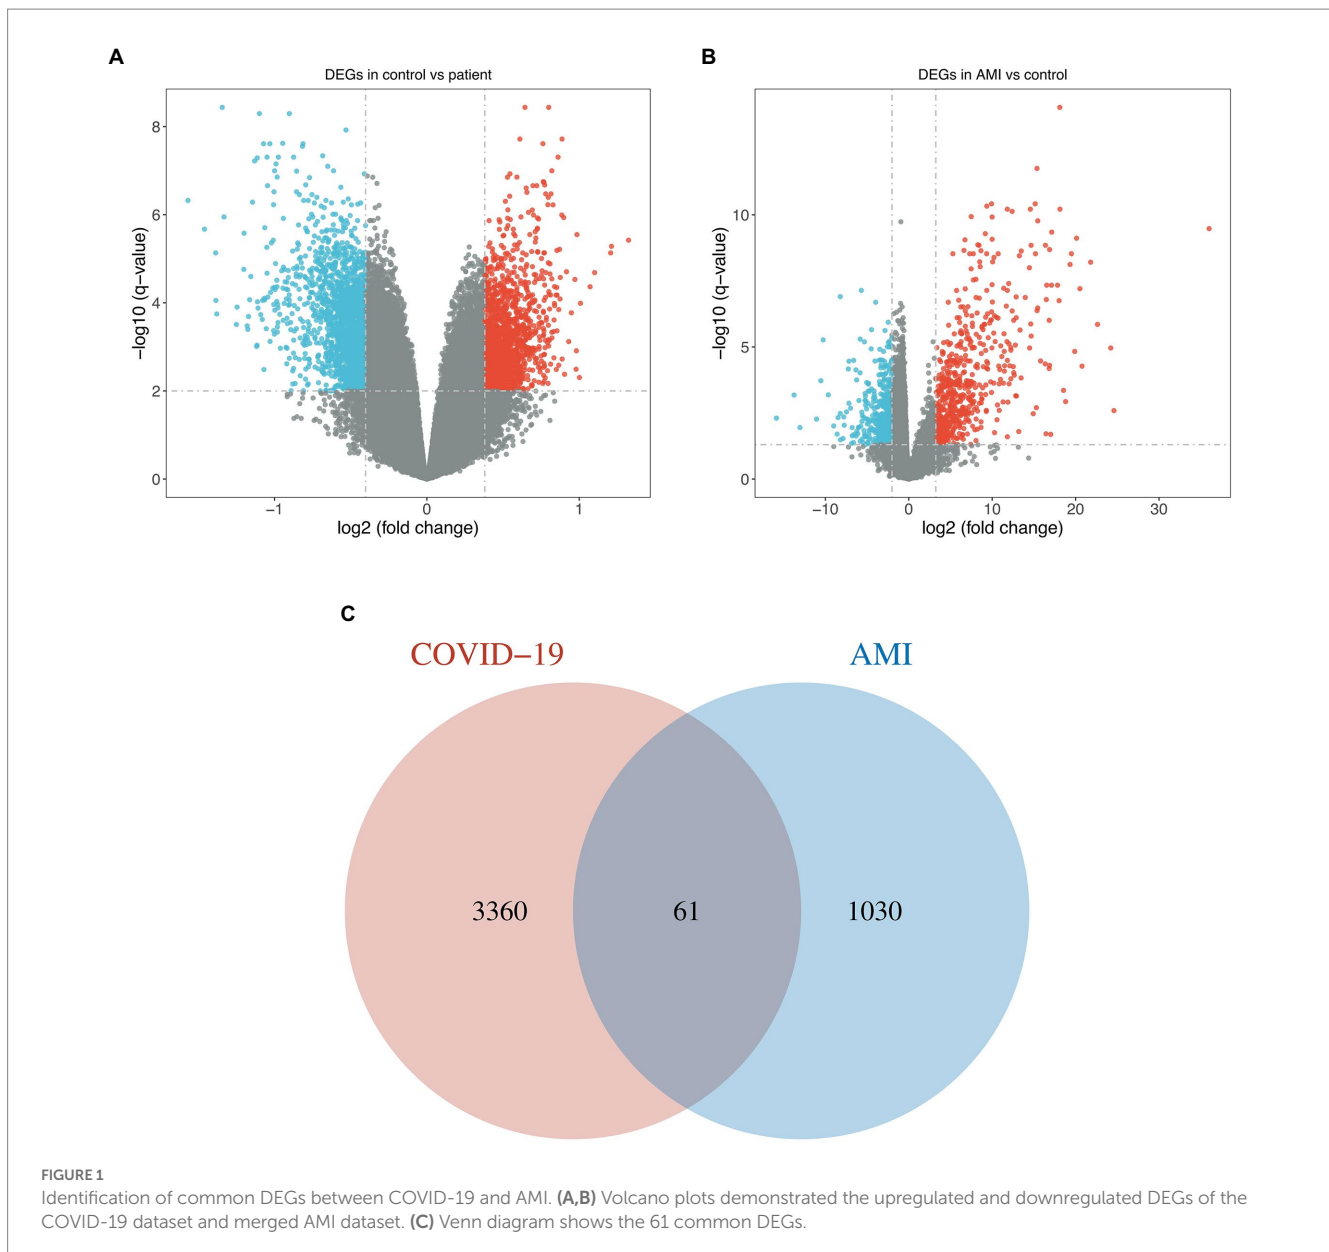 A
DEGs in control vs patient
8
6
4
2
0
−log10 (q−value)
−1
0
1
log2 (fold change)
B
DEGs in AMI vs control
10
5
0
−log10 (q−value)
−10
0
10
20
30
log2 (fold change)
C
COVID−19
AMI
3360
61
1030
FIGURE 1
Identification of common DEGs between COVID-19 and AMI. (A,B) Volcano plots demonstrated the upregulated and downregulated DEGs of the
COVID-19 dataset and merged AMI dataset. (C) Venn diagram shows the 61 common DEGs.